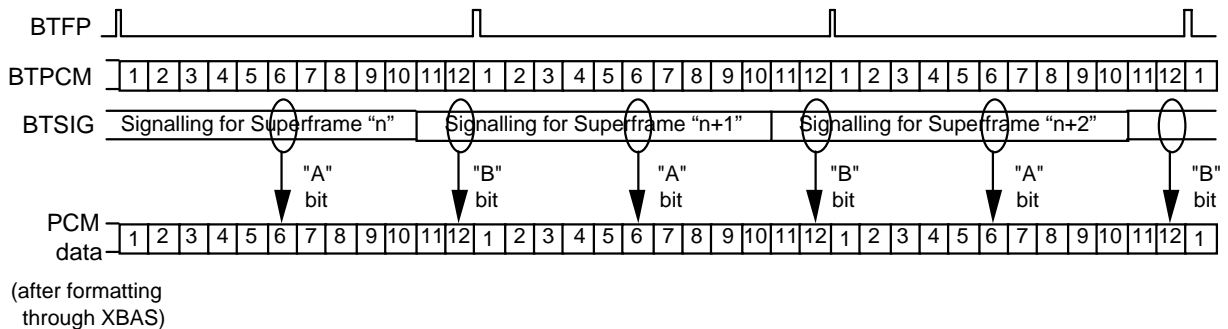 BTFP
BTPCM 1 2 3 4 5 6 7 8 9 10 11 12 1 2 3 4 5 6 7 8 9 10 11 12 1 2 3 4 5 6 7 8 9 10 11 12 1
BTSIG Signalling for Superframe “n” Signalling for Superframe “n+1” Signalling for Superframe “n+2”
"A" "B" "A" "B" "A" "B"
bit bit bit bit bit bit
PCM
data 1 2 3 4 5 6 7 8 9 10 11 12 1 2 3 4 5 6 7 8 9 10 11 12 1 2 3 4 5 6 7 8 9 10 11 12 1
(after formatting
through XBAS)